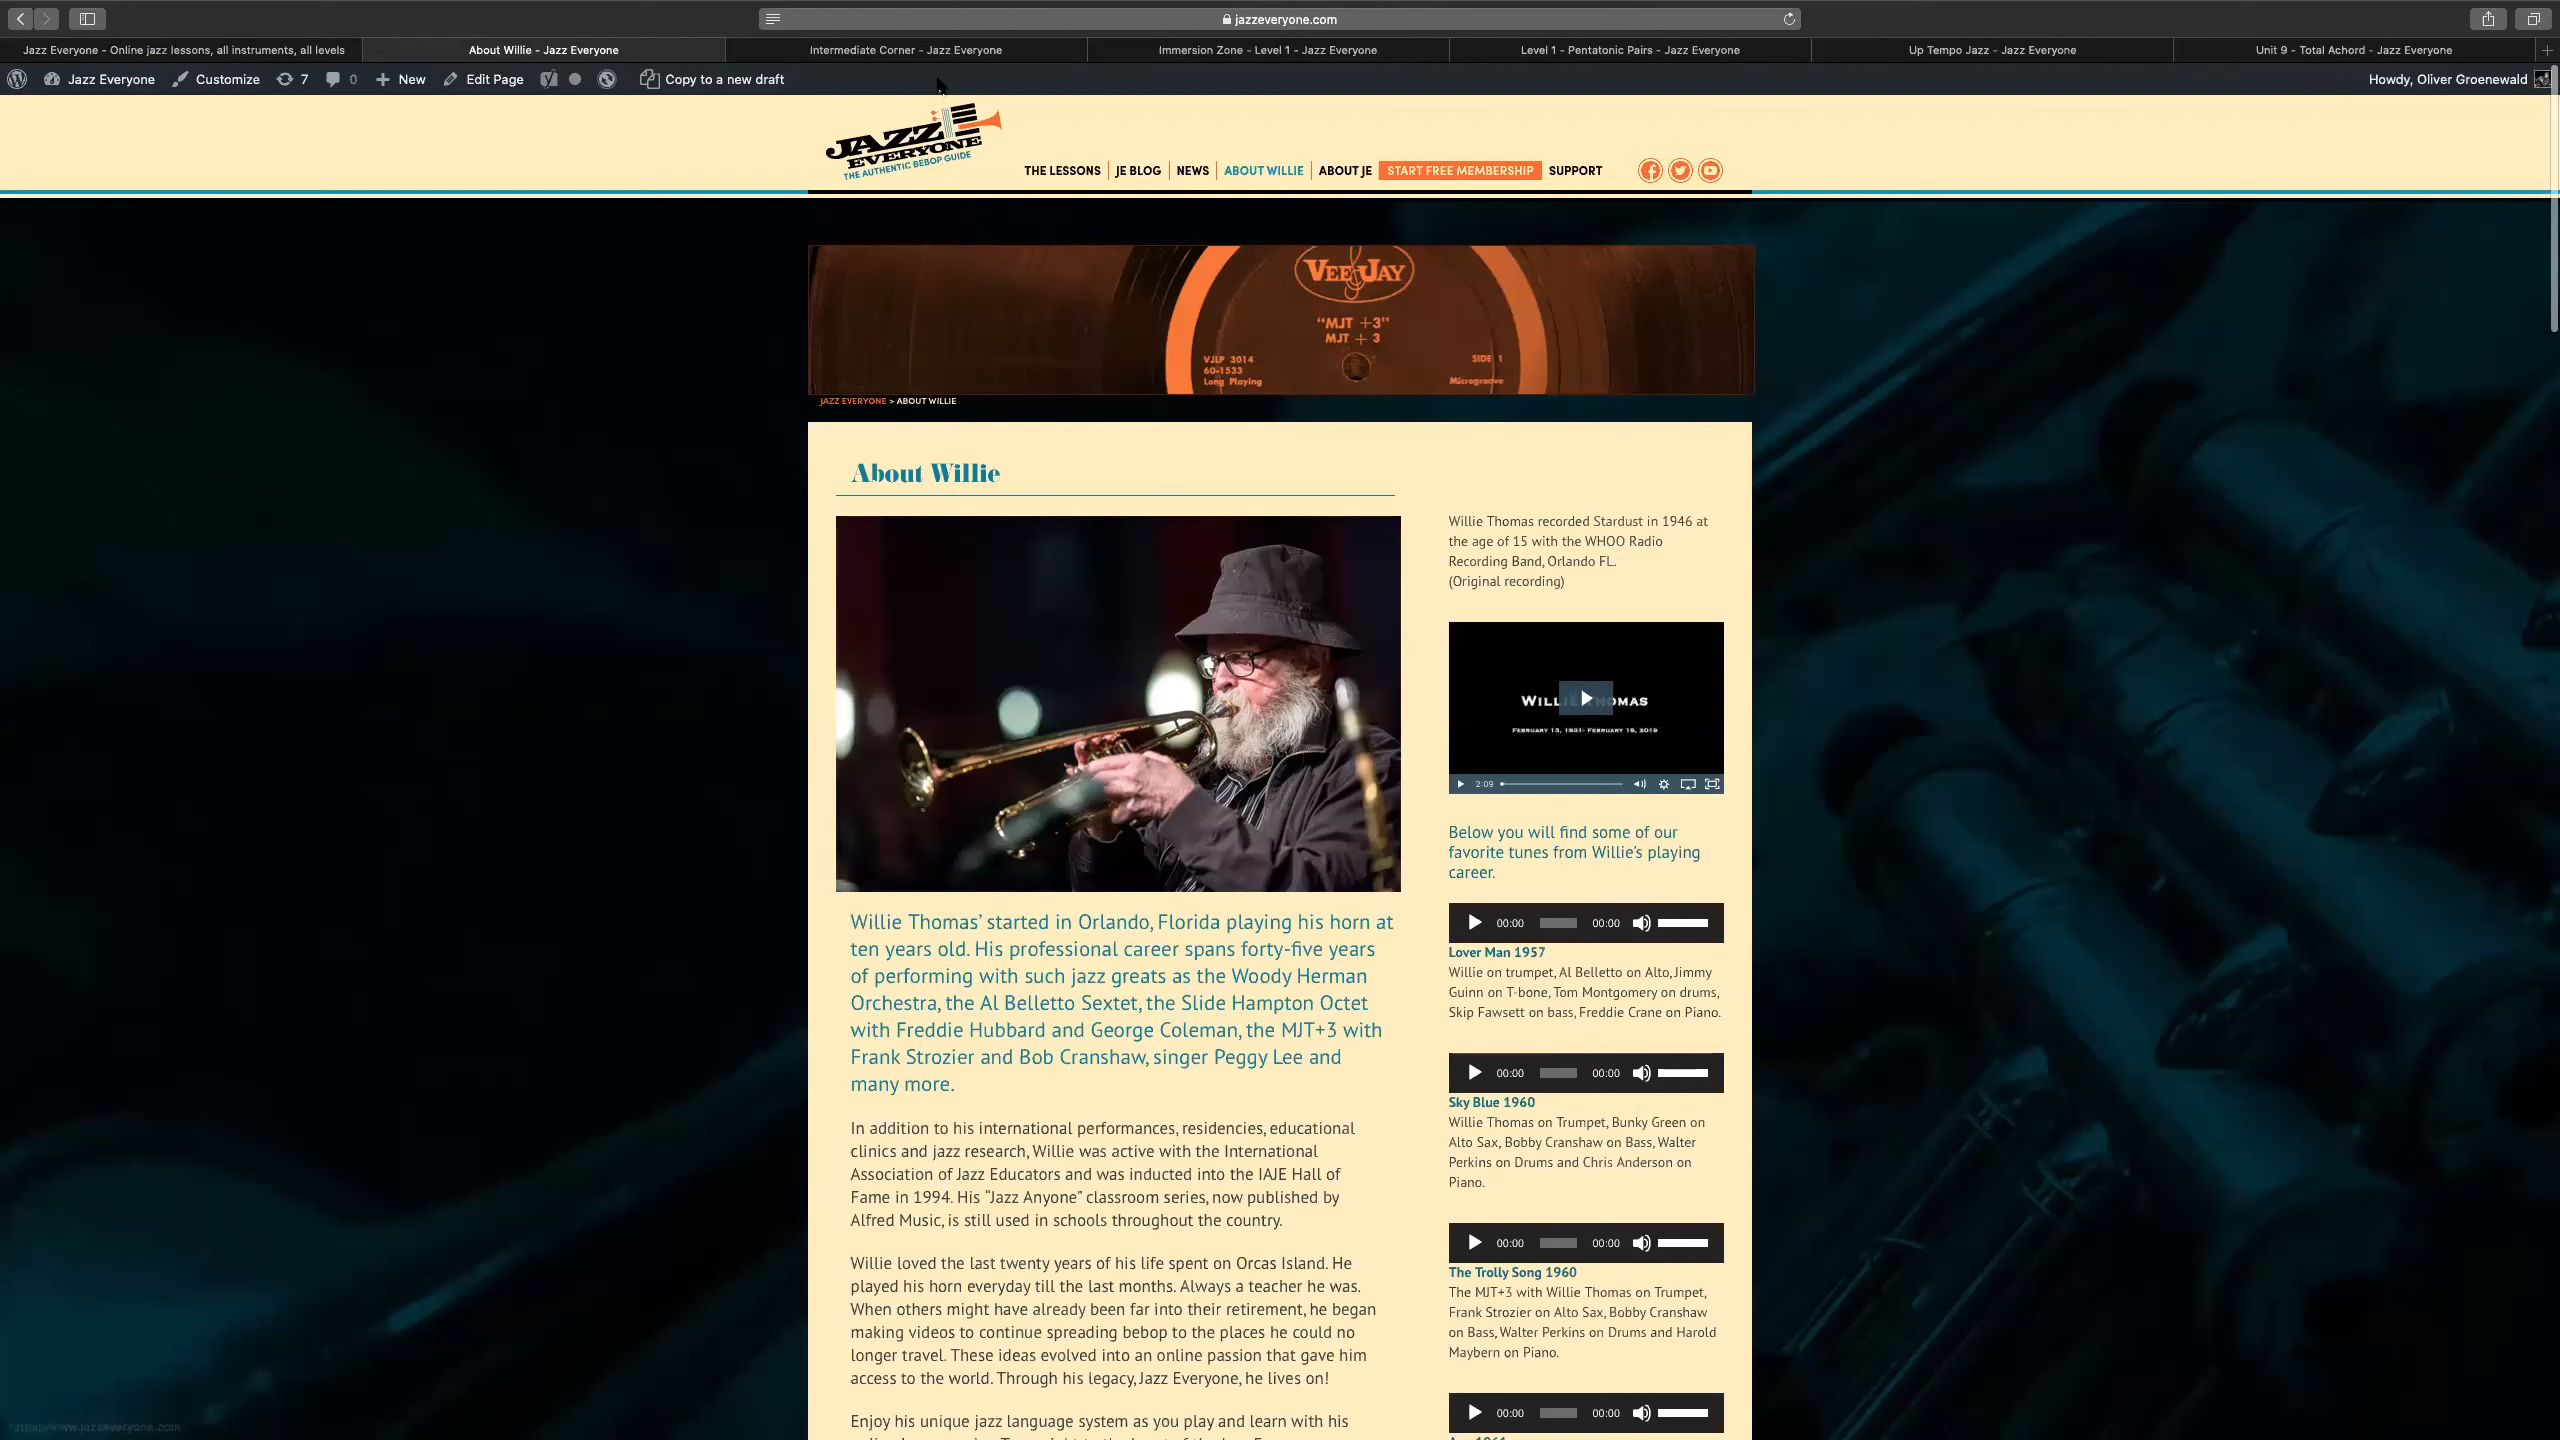 jazzeveryone.com
Jazz Everyone - Online jazz lessons, all instruments, all levels
About Willie - Jazz Everyone
Intermediate Corner - Jazz Everyone
Immersion Zone - Level 1 - Jazz Everyone
Level 1 - Pentatonic Pairs - Jazz Everyone
Up Tempo Jazz - Jazz Everyone
Unit 9 - Total Achord - Jazz Everyone
Jazz Everyone Customize 7 0 New Edit Page Copy to a new draft Howdy, Oliver Groenewald
JAZZ
EVERYONE
THE AUTHENTIC BEBOP GUIDE
THE LESSONS JE BLOG NEWS ABOUT WILLIE ABOUT JE START FREE MEMBERSHIP SUPPORT
VEE JAY
"MJT +3"
MJT + 3
VJLP 3014
60-1533
Long Playing
SIDE 1
Microgroove
JAZZ EVERYONE > ABOUT WILLIE
About Willie
Willie Thomas' started in Orlando, Florida playing his horn at
ten years old. His professional career spans forty-five years
of performing with such jazz greats as the Woody Herman
Orchestra, the Al Belletto Sextet, the Slide Hampton Octet
with Freddie Hubbard and George Coleman, the MJT+3 with
Frank Strozier and Bob Cranshaw, singer Peggy Lee and
many more.
In addition to his international performances, residencies, educational
clinics and jazz research, Willie was active with the International
Association of Jazz Educators and was inducted into the IAJE Hall of
Fame in 1994. His “Jazz Anyone” classroom series, now published by
Alfred Music, is still used in schools throughout the country.
Willie loved the last twenty years of his life spent on Orcas Island. He
played his horn everyday till the last months. Always a teacher he was.
When others might have already been far into their retirement, he began
making videos to continue spreading bebop to the places he could no
longer travel. These ideas evolved into an online passion that gave him
access to the world. Through his legacy, Jazz Everyone, he lives on!
Enjoy his unique jazz language system as you play and learn with his
Willie Thomas recorded Stardust in 1946 at
the age of 15 with the WHOO Radio
Recording Band, Orlando FL.
(Original recording)
WILLIE THOMAS
FEBRUARY 13, 1931- FEBRUARY 16, 2019
2:09
Below you will find some of our
favorite tunes from Willie's playing
career.
00:00 00:00
Lover Man 1957
Willie on trumpet, Al Belletto on Alto, Jimmy
Guinn on T-bone, Tom Montgomery on drums,
Skip Fawsett on bass, Freddie Crane on Piano.
00:00 00:00
Sky Blue 1960
Willie Thomas on Trumpet, Bunky Green on
Alto Sax, Bobby Cranshaw on Bass, Walter
Perkins on Drums and Chris Anderson on
Piano.
00:00 00:00
The Trolly Song 1960
The MJT+3 with Willie Thomas on Trumpet,
Frank Strozier on Alto Sax, Bobby Cranshaw
on Bass, Walter Perkins on Drums and Harold
Maybern on Piano.
00:00 00:00
https://www.jazzeveryone.com